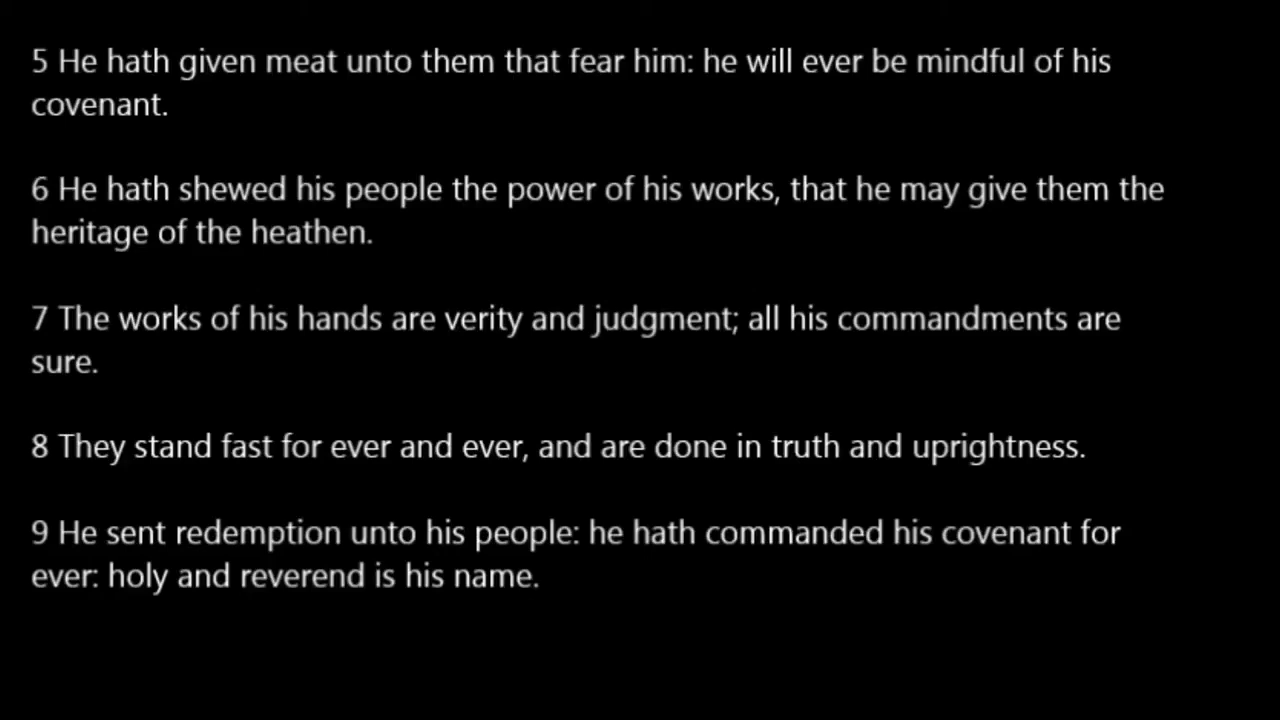 5 He hath given meat unto them that fear him: he will ever be mindful of his
covenant.
6 He hath shewed his people the power of his works, that he may give them the
heritage of the heathen.
7 The works of his hands are verity and judgment; all his commandments are
sure.
8 They stand fast for ever and ever, and are done in truth and uprightness.
9 He sent redemption unto his people: he hath commanded his covenant for
ever: holy and reverend is his name.